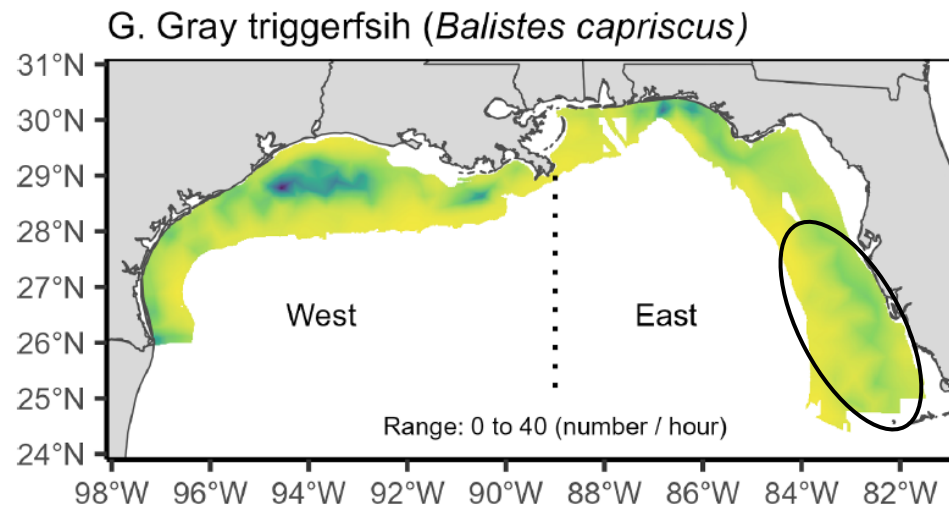 G. Gray triggerfsih (Balistes capriscus)
31°N
30°N
29°N
28°N
27°N
26°N
25°N
24°N
West
East
Range: 0 to 40 (number / hour)
98°W 96°W 94°W 92°W 90°W 88°W 86°W 84°W 82°W